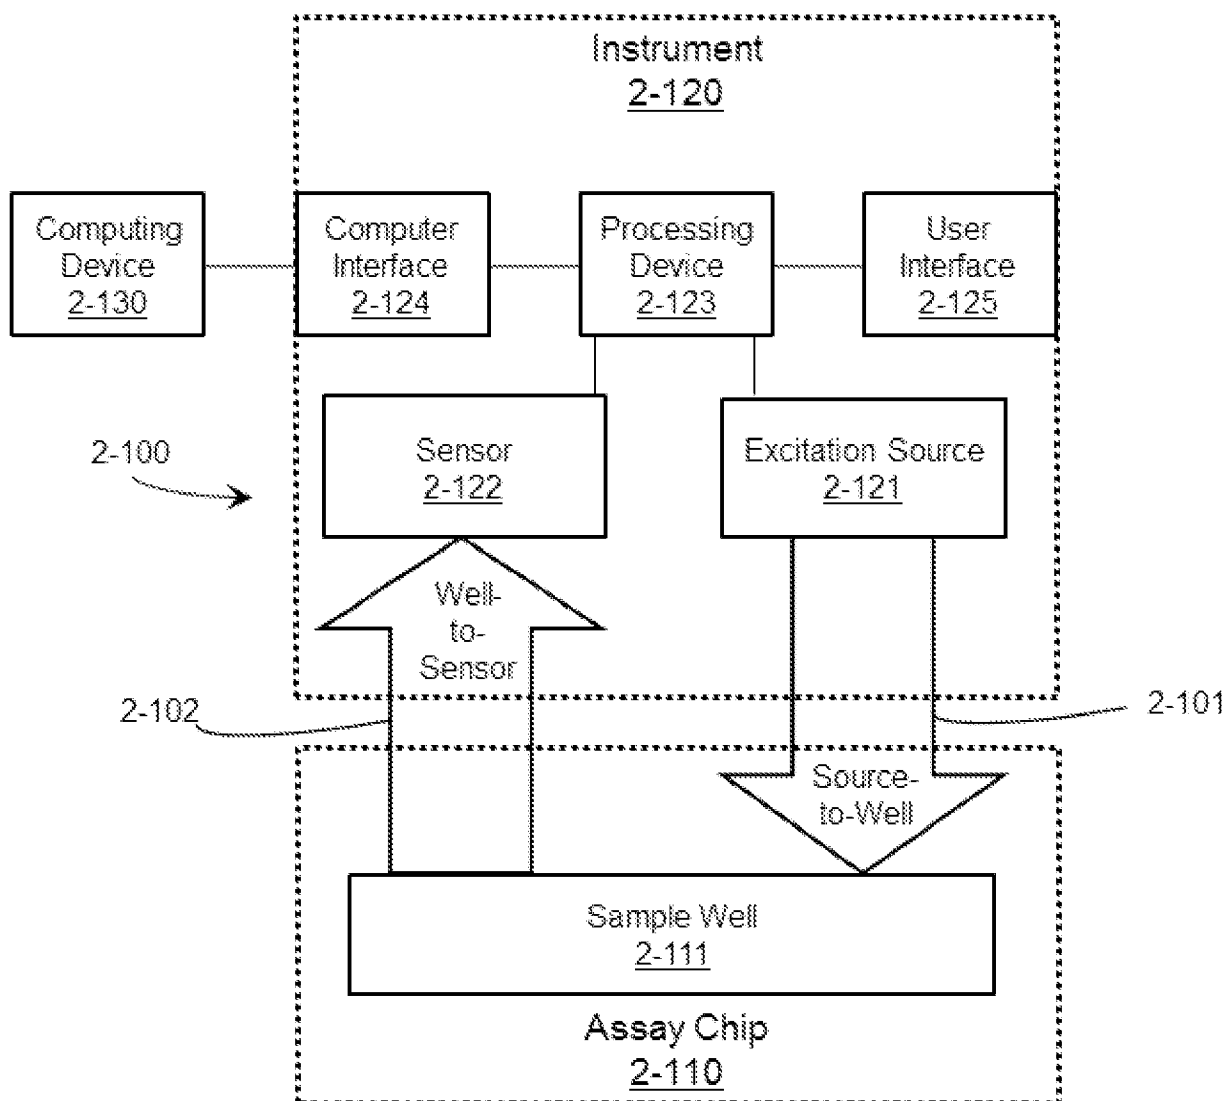 Instrument
2-120
Computing
Device
2-130
Computer
Interface
2-124
Processing
Device
2-123
User
Interface
2-125
2-100
Sensor
2-122
Excitation Source
2-121
Well-
to-
Sensor
2-102
2-101
Source-
to-Well
Sample Well
2-111
Assay Chip
2-110